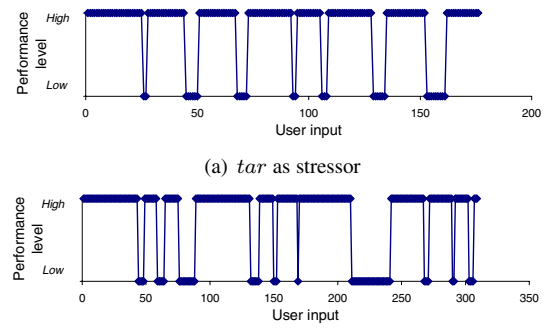 Performance
level
High
Low
0 50 100 150 200
User input
(a) tar as stressor
Performance
level
High
Low
0 50 100 150 200 250 300 350
User input